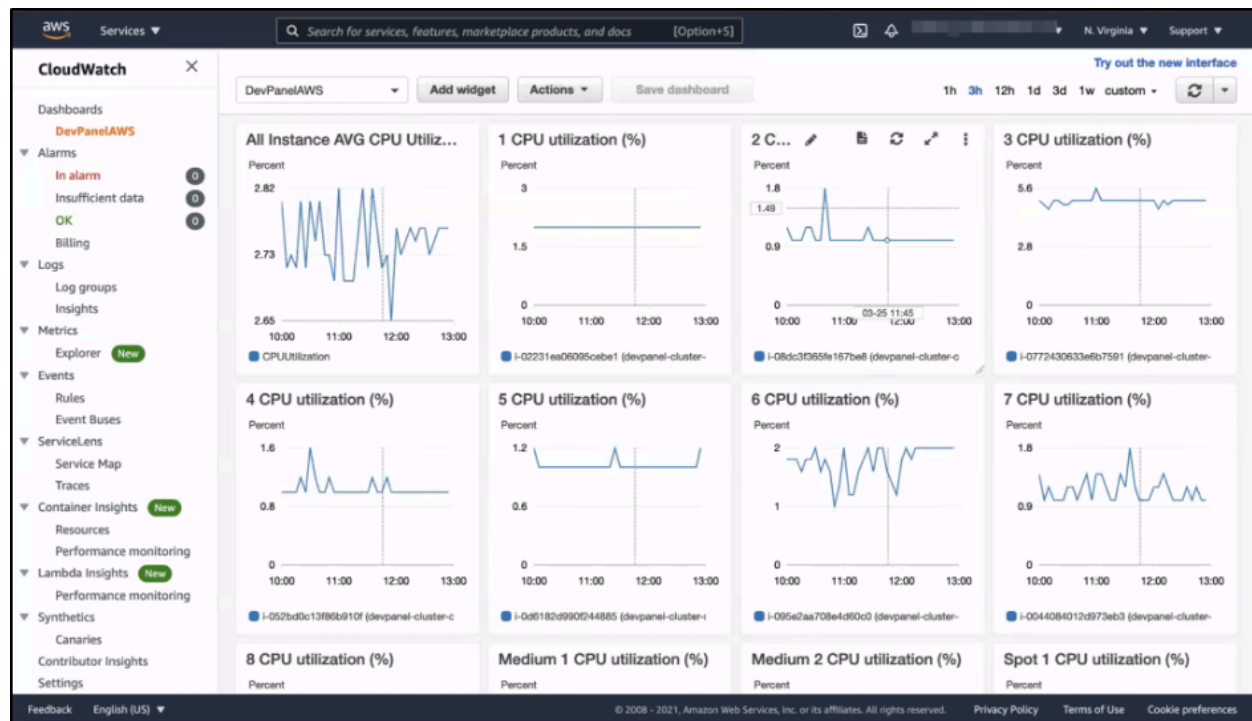 aws Services ▼ Search for services, features, marketplace products, and docs [Option+S] N. Virginia ▼ Support ▼
CloudWatch
Dashboards
DevPanelAWS
Alarms
In alarm 0
Insufficient data 0
OK 0
Billing
Logs
Log groups
Insights
Metrics
Explorer New
Events
Rules
Event Buses
ServiceLens
Service Map
Traces
Container Insights New
Resources
Performance monitoring
Lambda Insights New
Performance monitoring
Synthetics
Canaries
Contributor Insights
Settings
Try out the new interface
DevPanelAWS Add widget Actions Save dashboard 1h 3h 12h 1d 3d 1w custom
All Instance AVG CPU Utiliz...
Percent
2.82
2.73
2.65
10:00 11:00 12:00 13:00
CPUUtilization
1 CPU utilization (%)
Percent
3
1.5
0
10:00 11:00 12:00 13:00
i-02231ea06095cebe1 (devpanel-cluster-
2 C...
Percent
1.8
1.49
0.9
0
03-25 11:45
10:00 11:00 12:00 13:00
i-08dc3f365fe167be8 (devpanel-cluster-c
3 CPU utilization (%)
Percent
5.6
2.8
0
10:00 11:00 12:00 13:00
i-0772430633e6b7591 (devpanel-cluster-
4 CPU utilization (%)
Percent
1.6
0.8
0
10:00 11:00 12:00 13:00
i-052bd0c13f86b910f (devpanel-cluster-c
5 CPU utilization (%)
Percent
1.2
0.6
0
10:00 11:00 12:00 13:00
i-0d6182d990f244885 (devpanel-cluster-r
6 CPU utilization (%)
Percent
2
1
0
10:00 11:00 12:00 13:00
i-095e2aa708e4d60c0 (devpanel-cluster-
7 CPU utilization (%)
Percent
1.8
0.9
0
10:00 11:00 12:00 13:00
i-0044084012d973eb3 (devpanel-cluster-
8 CPU utilization (%)
Percent
Medium 1 CPU utilization (%)
Percent
Medium 2 CPU utilization (%)
Percent
Spot 1 CPU utilization (%)
Percent
Feedback English (US) ▼ © 2008 - 2021, Amazon Web Services, Inc. or its affiliates. All rights reserved. Privacy Policy Terms of Use Cookie preferences